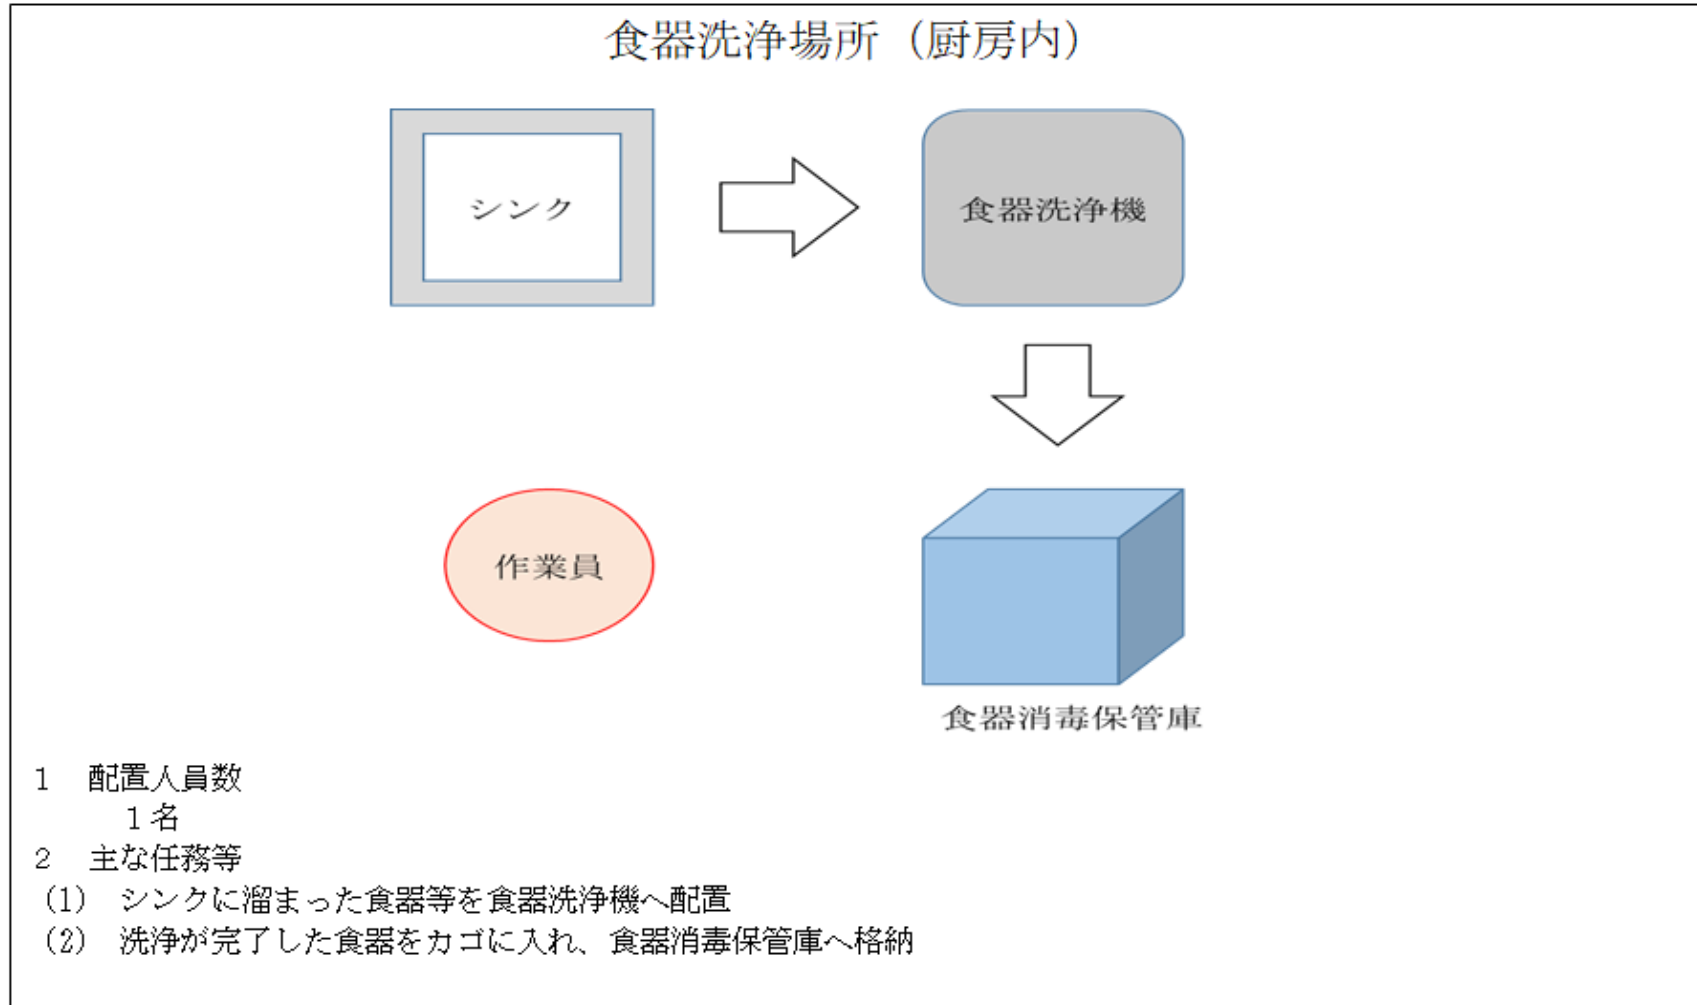 食器洗浄場所（厨房内）
シンク
食器洗浄機
作業員
食器消毒保管庫
1　配置人員数
１名
2　主な任務等
(1)　シンクに溜まった食器等を食器洗浄機へ配置
(2)　洗浄が完了した食器をカゴに入れ、食器消毒保管庫へ格納